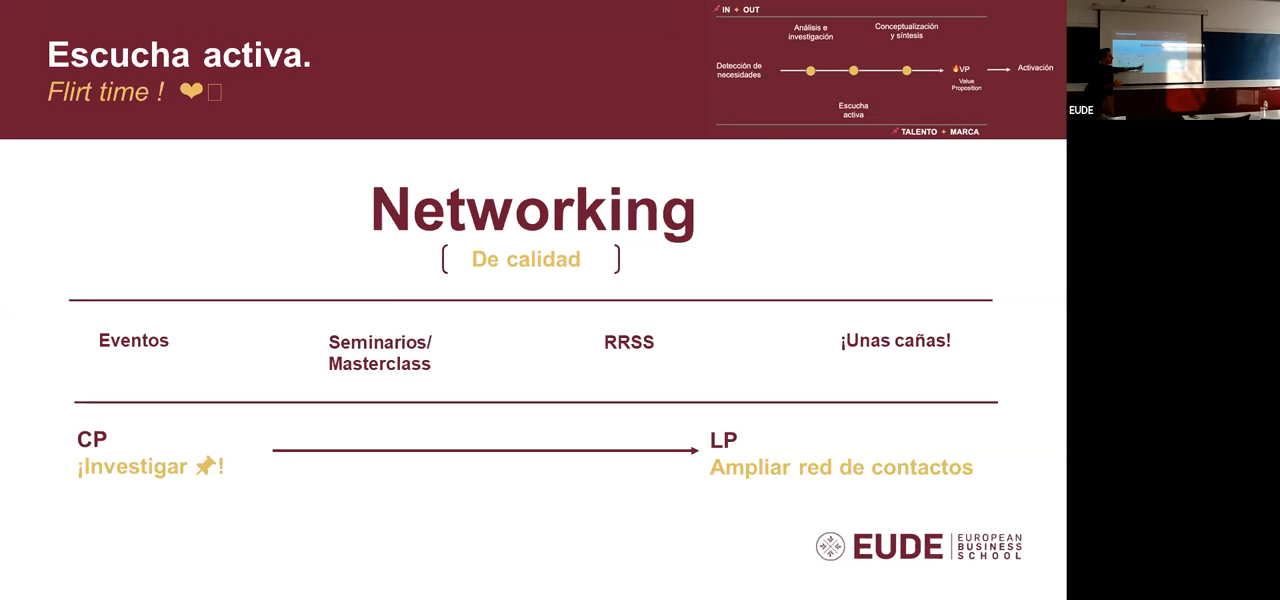 Escucha activa.
Flirt time ! ❤
IN + OUT
Análisis e
investigación
Conceptualización
y síntesis
Detección de
necesidades
🔥VP
Value
Proposition
Activación
Escucha
activa
TALENTO + MARCA
EUDE
Networking
De calidad
Eventos
Seminarios/
Masterclass
RRSS
¡Unas cañas!
CP
¡Investigar 📌!
LP
Ampliar red de contactos
EUDE
EUROPEAN
BUSINESS
SCHOOL